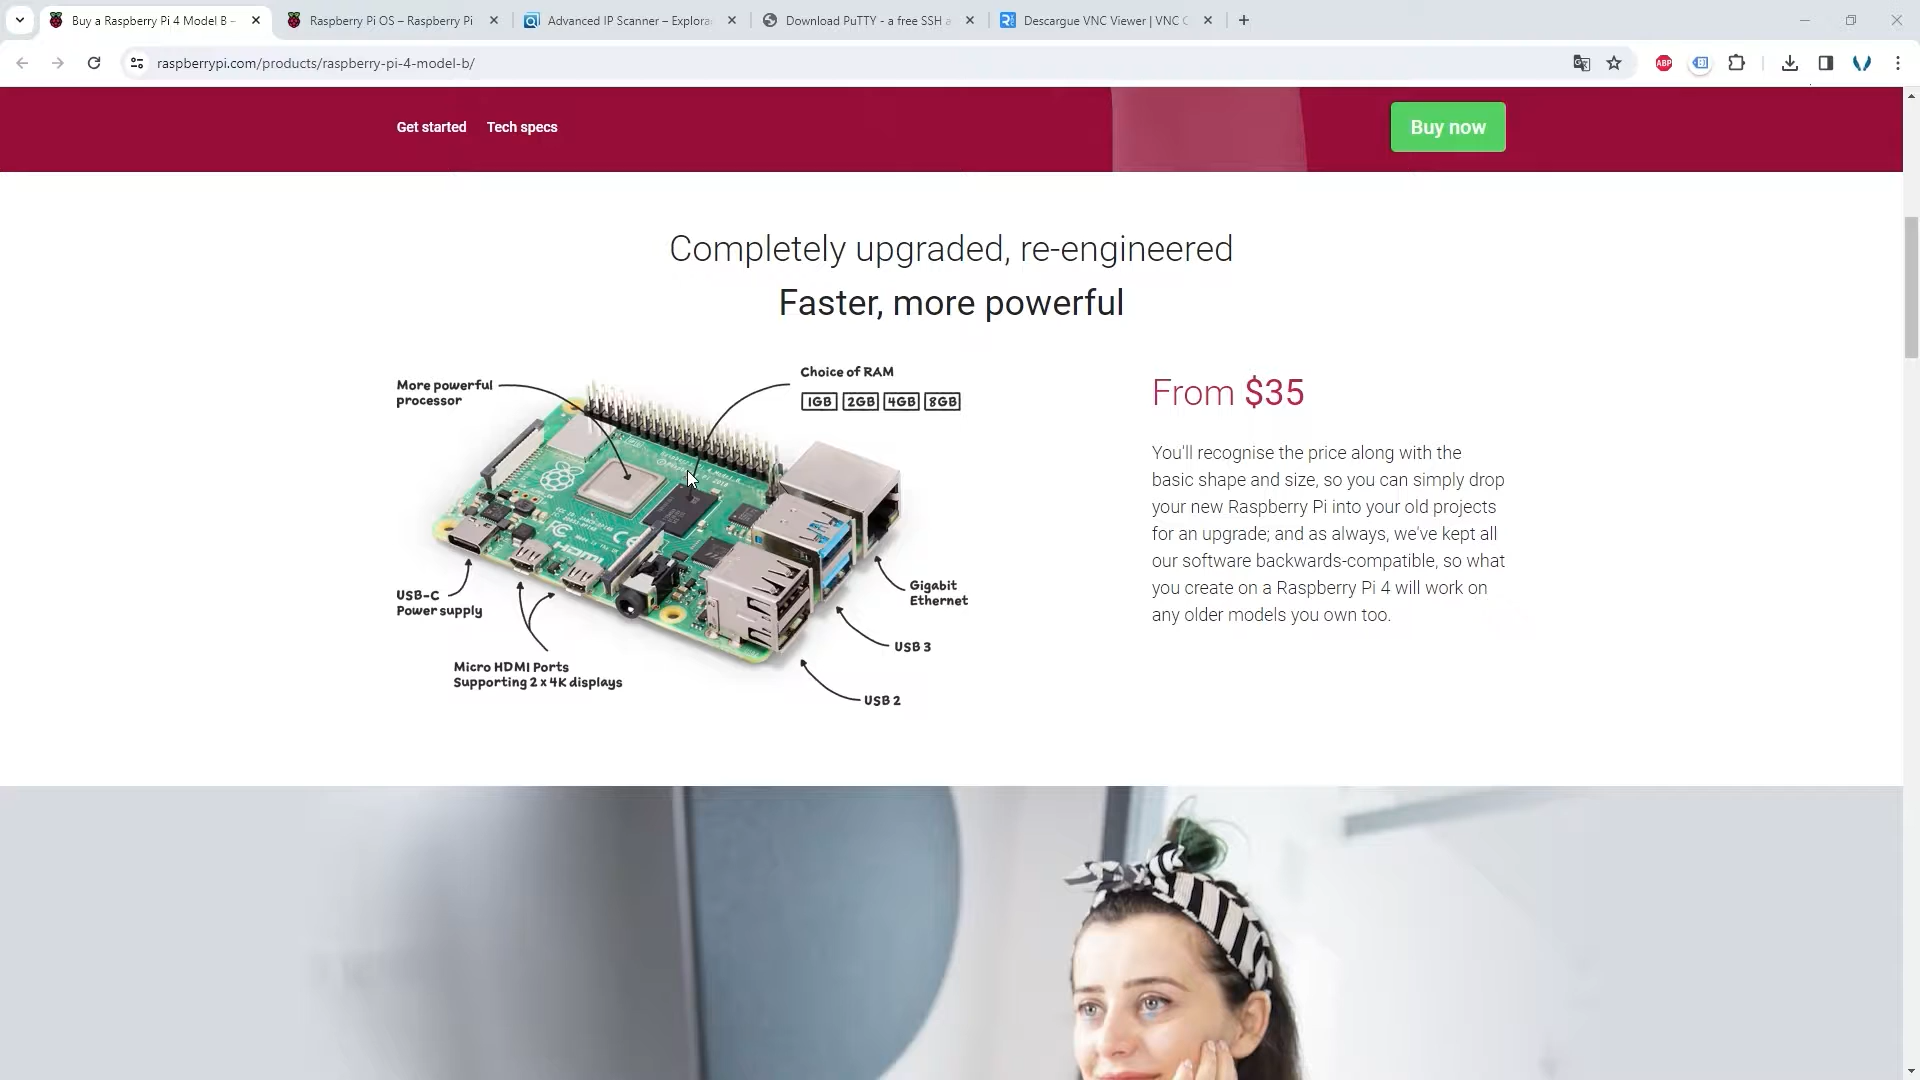 Buy a Raspberry Pi 4 Model B –
Raspberry Pi OS – Raspberry Pi
Advanced IP Scanner – Explora
Download PuTTY - a free SSH a
Descargue VNC Viewer | VNC C
raspberrypi.com/products/raspberry-pi-4-model-b/
ABP
Get started
Tech specs
Buy now
Completely upgraded, re-engineered
Faster, more powerful
More powerful
processor
Choice of RAM
1GB 2GB 4GB 8GB
USB-C
Power supply
Micro HDMI Ports
Supporting 2 x 4K displays
Gigabit
Ethernet
USB 3
USB 2
HDMI
From $35
You'll recognise the price along with the
basic shape and size, so you can simply drop
your new Raspberry Pi into your old projects
for an upgrade; and as always, we've kept all
our software backwards-compatible, so what
you create on a Raspberry Pi 4 will work on
any older models you own too.